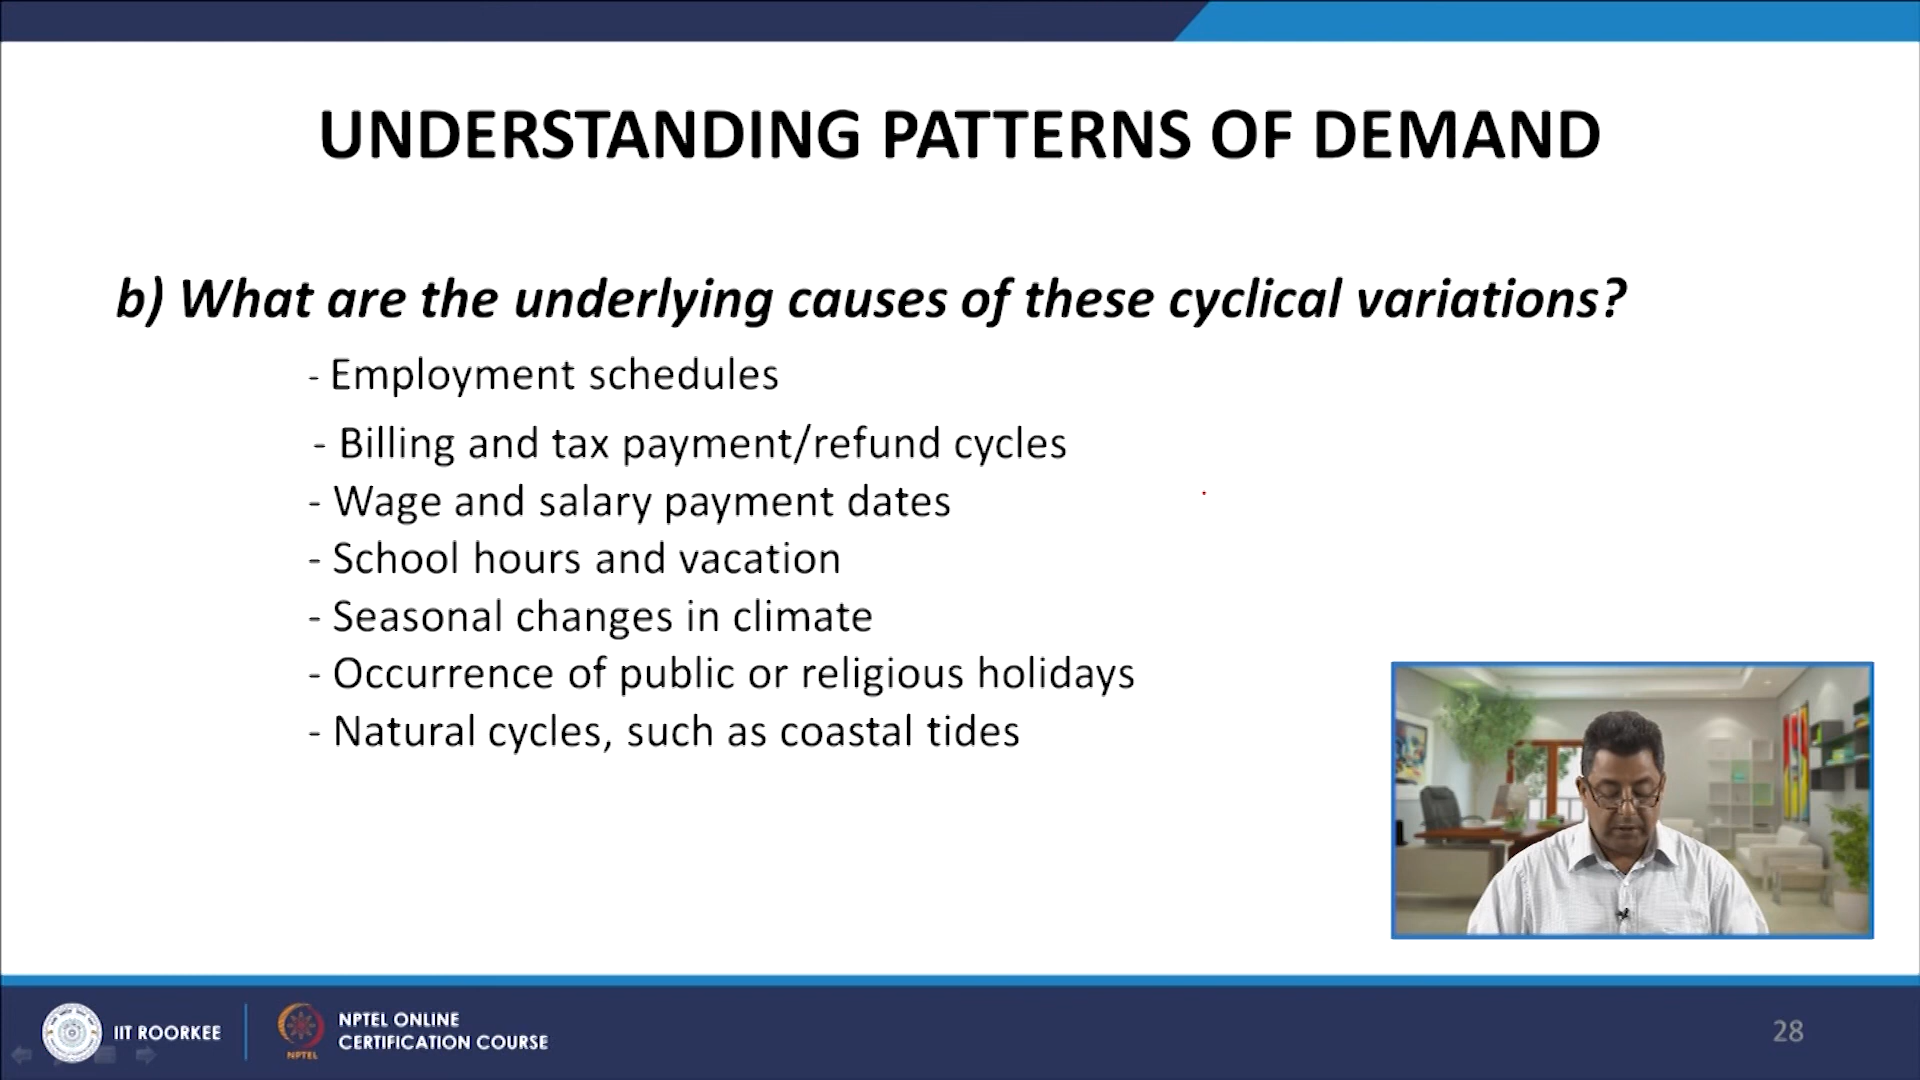 UNDERSTANDING PATTERNS OF DEMAND
b) What are the underlying causes of these cyclical variations?
- Employment schedules
- Billing and tax payment/refund cycles
- Wage and salary payment dates
- School hours and vacation
- Seasonal changes in climate
- Occurrence of public or religious holidays
- Natural cycles, such as coastal tides
IIT ROORKEE
NPTEL
NPTEL ONLINE
CERTIFICATION COURSE
28